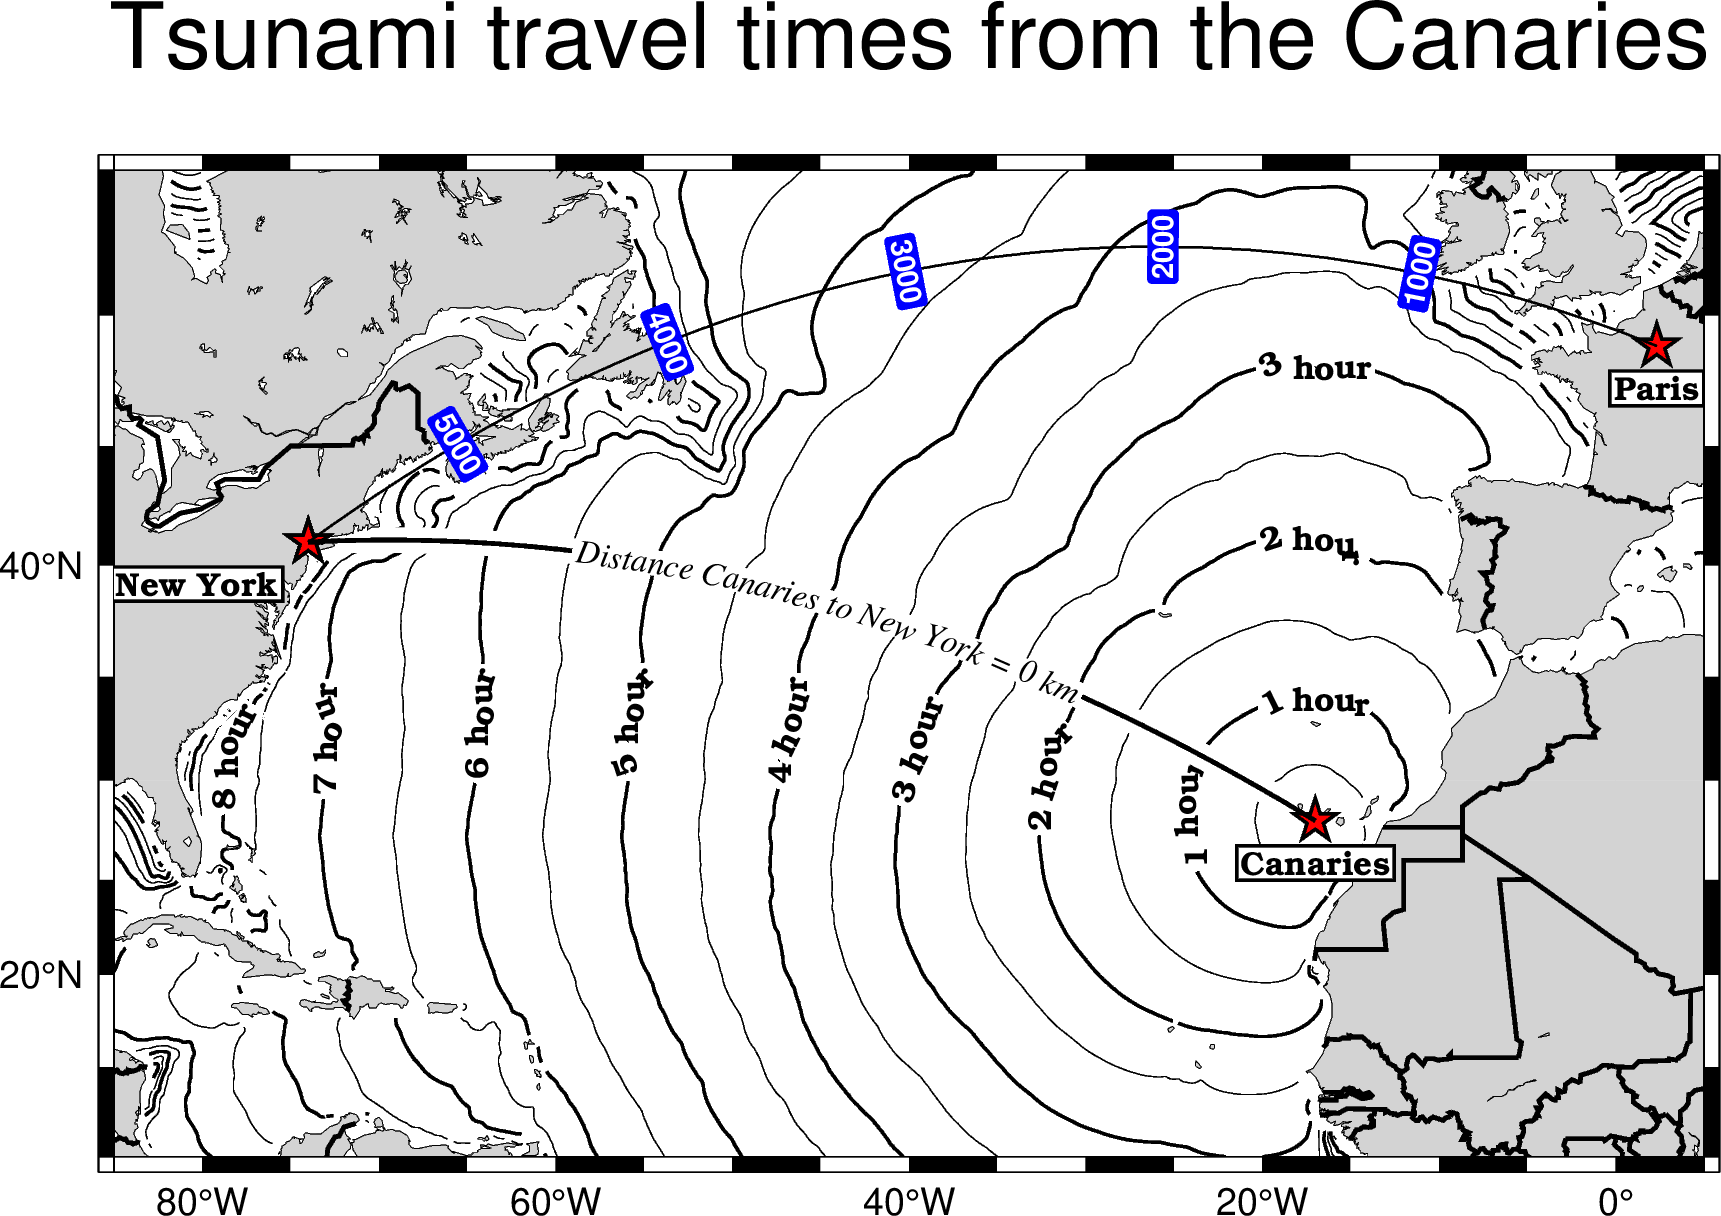 Tsunami travel times from the Canaries
2000
3000
1000
4000
3 hour
Paris
5000
2 hou
40°N
New York
Distance Canaries to New York = 0 km
1 hour
8 hour
7 hour
6 hour
5 hour
4 hour
3 hour
2 hour
1 hou
Canaries
20°N
80°W
60°W
40°W
20°W
0°